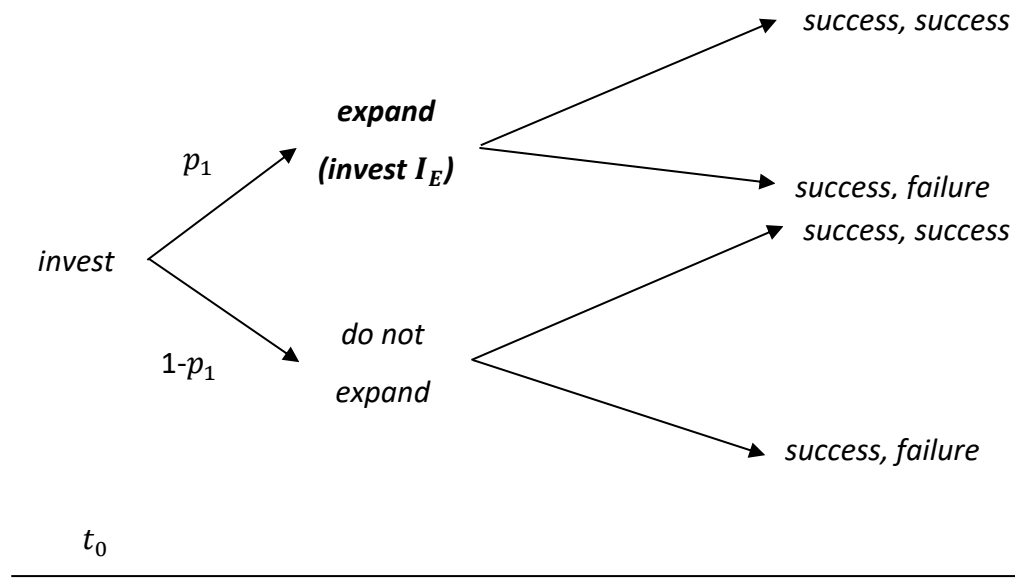 success, success
expand
(invest I_E)
p₁
success, failure
success, success
invest
do not
expand
1-p₁
success, failure
t₀